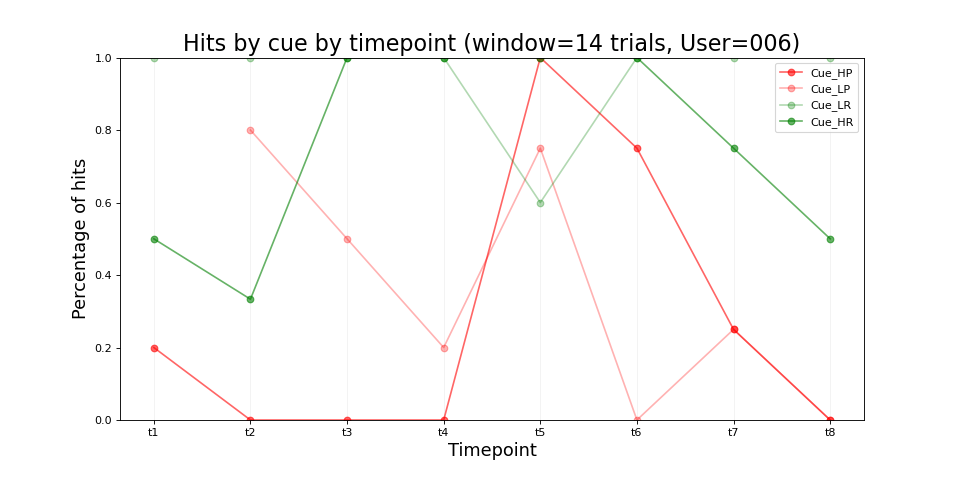 Hits by cue by timepoint (window=14 trials, User=006)
Percentage of hits
1.0
0.8
0.6
0.4
0.2
0.0
Cue_HP
Cue_LP
Cue_LR
Cue_HR
t1 t2 t3 t4 t5 t6 t7 t8
Timepoint